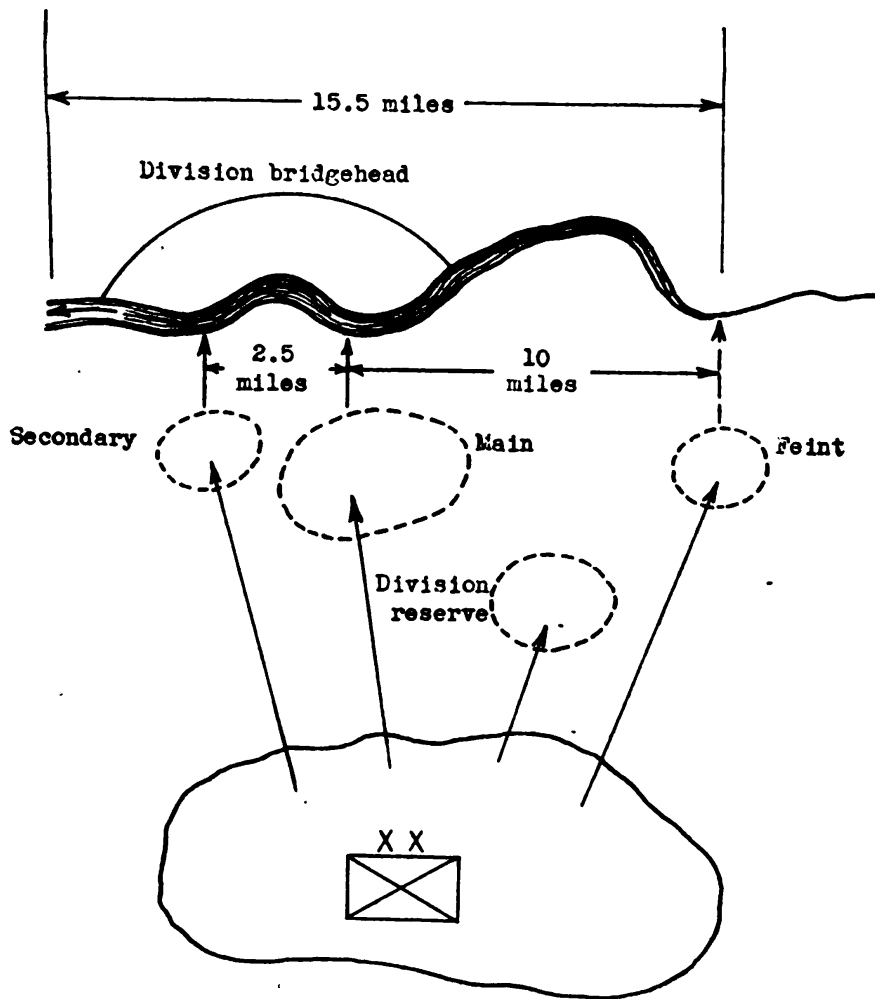 15.5 miles
Division bridgehead
2.5
miles
10
miles
Secondary
Main
Feint
Division
reserve
X X